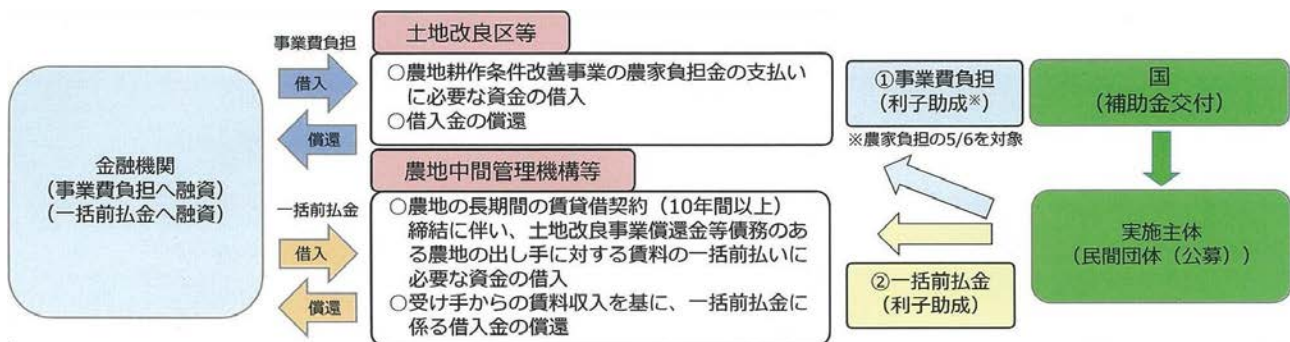 金融機関
(事業費負担へ融資)
(一括前払金へ融資)
事業費負担
借入
償還
一括前払金
借入
償還
土地改良区等
○農地耕作条件改善事業の農家負担金の支払い
に必要な資金の借入
○借入金の償還
農地中間管理機構等
○農地の長期間の賃貸借契約(10年間以上)
締結に伴い、土地改良事業償還金等債務のあ
る農地の出し手に対する賃料の一括前払いに
必要な資金の借入
○受け手からの賃料収入を基に、一括前払金に
係る借入金の償還
①事業費負担
(利子助成※)
※農家負担の5/6を対象
②一括前払金
(利子助成)
国
(補助金交付)
実施主体
(民間団体(公募))